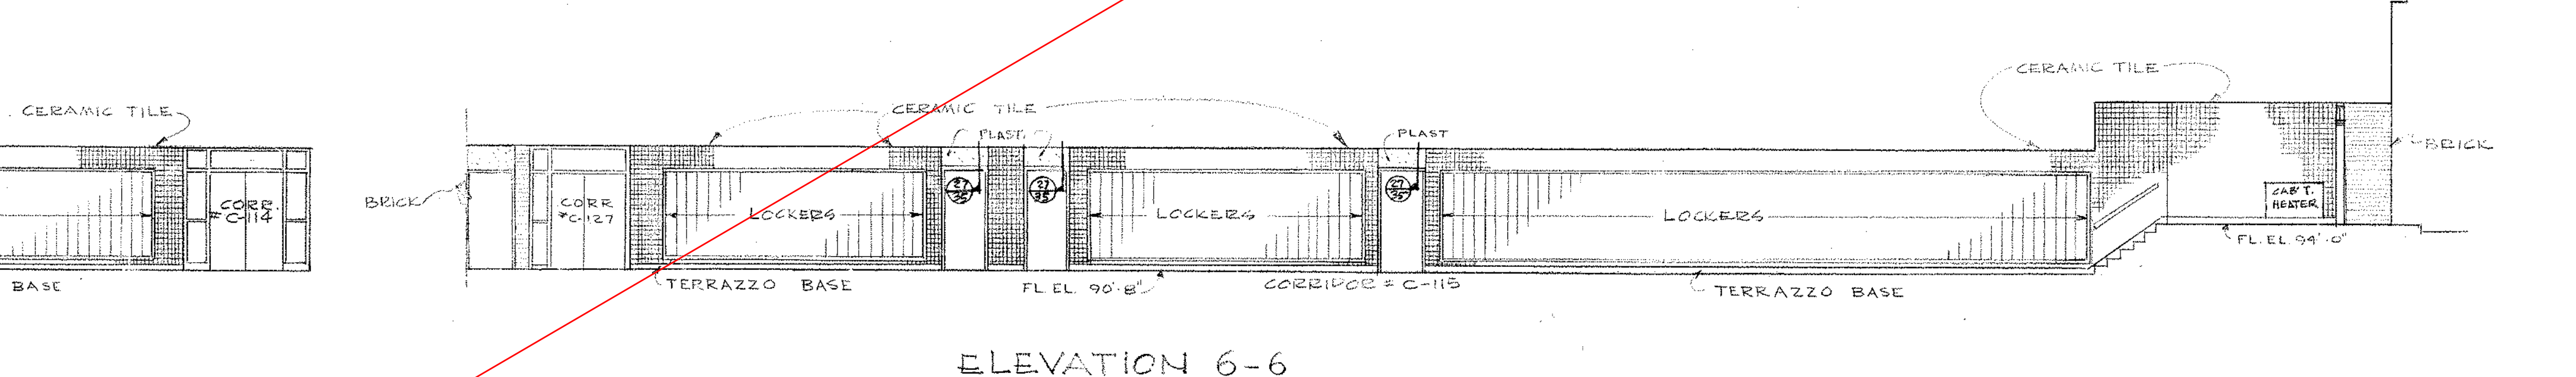 CERAMIC TILE
CORR.
#C-114
BASE
BRICK
CORR
#C-127
CERAMIC TILE
PLAST.
27
35
27
35
LOCKERS
TERRAZZO BASE
FL. EL. 90'-8"
LOCKERS
PLAST
27
35
CORRIDOR # C-115
LOCKERS
TERRAZZO BASE
CERAMIC TILE
BRICK
CAB'T.
HEATER
FL. EL. 94'-0"
ELEVATION 6-6